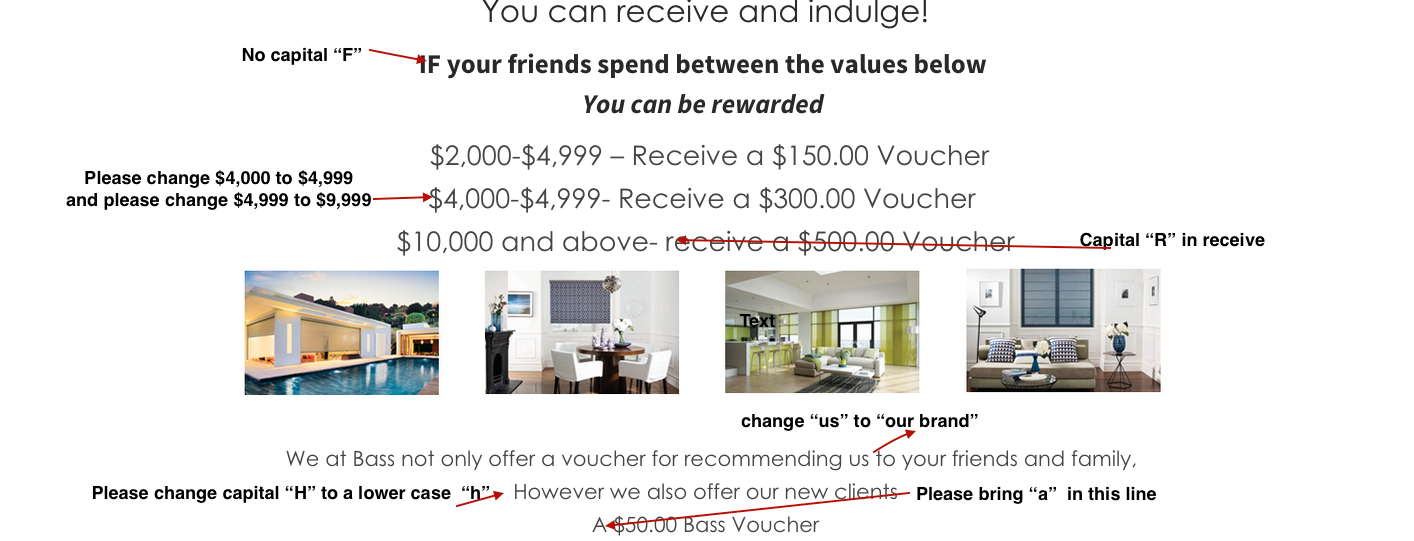 You can receive and indulge!
No capital “F”
IF your friends spend between the values below
You can be rewarded
$2,000-$4,999 – Receive a $150.00 Voucher
Please change $4,000 to $4,999
and please change $4,999 to $9,999
$4,000-$4,999- Receive a $300.00 Voucher
$10,000 and above- receive a $500.00 Voucher
Capital “R” in receive
Text
change “us” to “our brand”
We at Bass not only offer a voucher for recommending us to your friends and family,
Please change capital “H” to a lower case “h”
However we also offer our new clients
Please bring “a” in this line
A $50.00 Bass Voucher